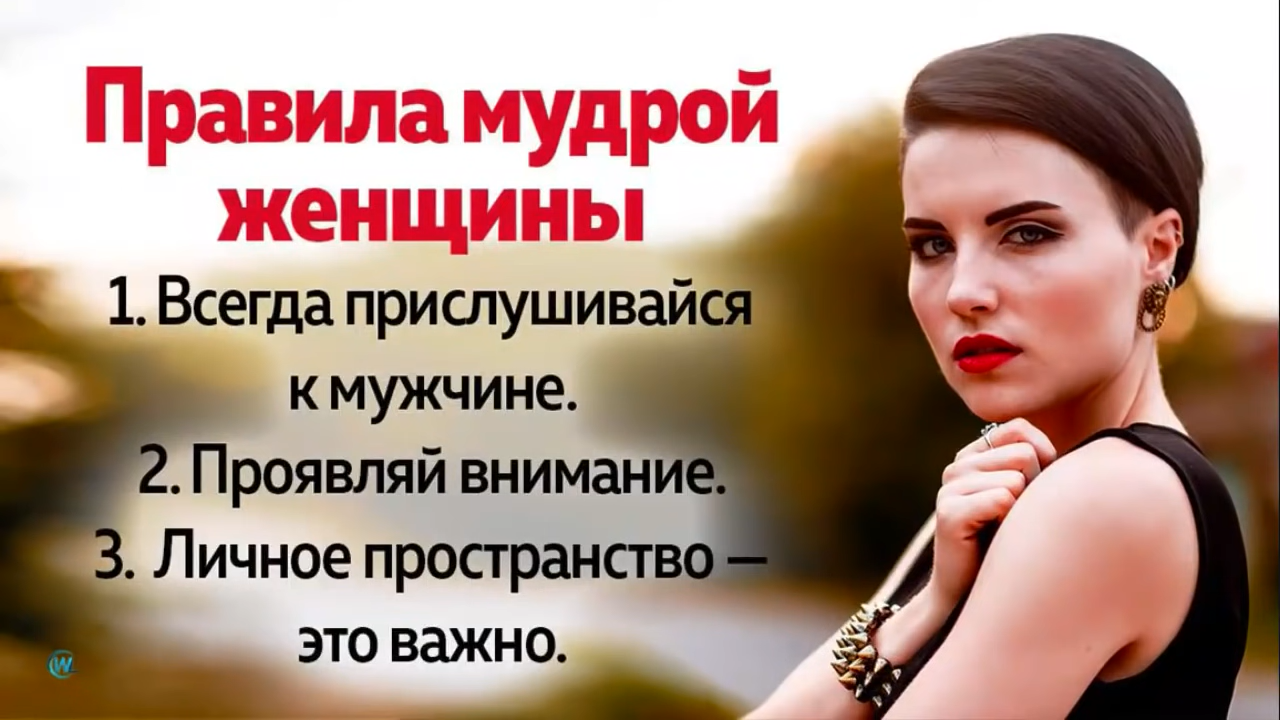 Правила мудрой
женщины
1. Всегда прислушивайся
к мужчине.
2. Проявляй внимание.
3. Личное пространство —
это важно.
W